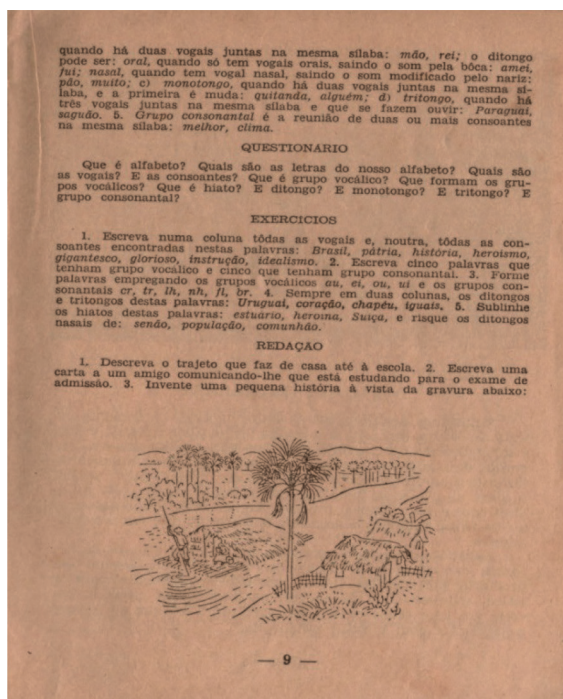 quando há duas vogais juntas na mesma sílaba: mão, rei; o ditongo
pode ser: oral, quando só tem vogais orais, saindo o som pela bôca: amei,
fui; nasal, quando tem vogal nasal, saindo o som modificado pelo nariz:
pão, muito; c) monotongo, quando há duas vogais juntas na mesma sí-
laba, e a primeira é muda: quitanda, alguém; d) tritongo, quando há
três vogais juntas na mesma sílaba e que se fazem ouvir: Paraguai,
saguão. 5. Grupo consonantal é a reunião de duas ou mais consoantes
na mesma sílaba: melhor, clima.
QUESTIONARIO
Que é alfabeto? Quais são as letras do nosso alfabeto? Quais são
as vogais? E as consoantes? Que é grupo vocálico? Que formam os gru-
pos vocálicos? Que é hiato? E ditongo? E monotongo? E tritongo? E
grupo consonantal?
EXERCICIOS
1. Escreva numa coluna tôdas as vogais e, noutra, tôdas as con-
soantes encontradas nestas palavras: Brasil, pátria, história, heroísmo,
gigantesco, glorioso, instrução, idealismo. 2. Escreva cinco palavras que
tenham grupo vocálico e cinco que tenham grupo consonantal. 3. Forme
palavras empregando os grupos vocálicos au, ei, ou, ui e os grupos con-
sonantais cr, tr, lh, nh, fl, br. 4. Sempre em duas colunas, os ditongos
e tritongos destas palavras: Uruguai, coração, chapéu, iguais. 5. Sublinhe
os hiatos destas palavras: estuário, heroína, Suíça, e risque os ditongos
nasais de: senão, população, comunhão.
REDAÇÃO
1. Descreva o trajeto que faz de casa até à escola. 2. Escreva uma
carta a um amigo comunicando-lhe que está estudando para o exame de
admissão. 3. Invente uma pequena história à vista da gravura abaixo:
— 9 —